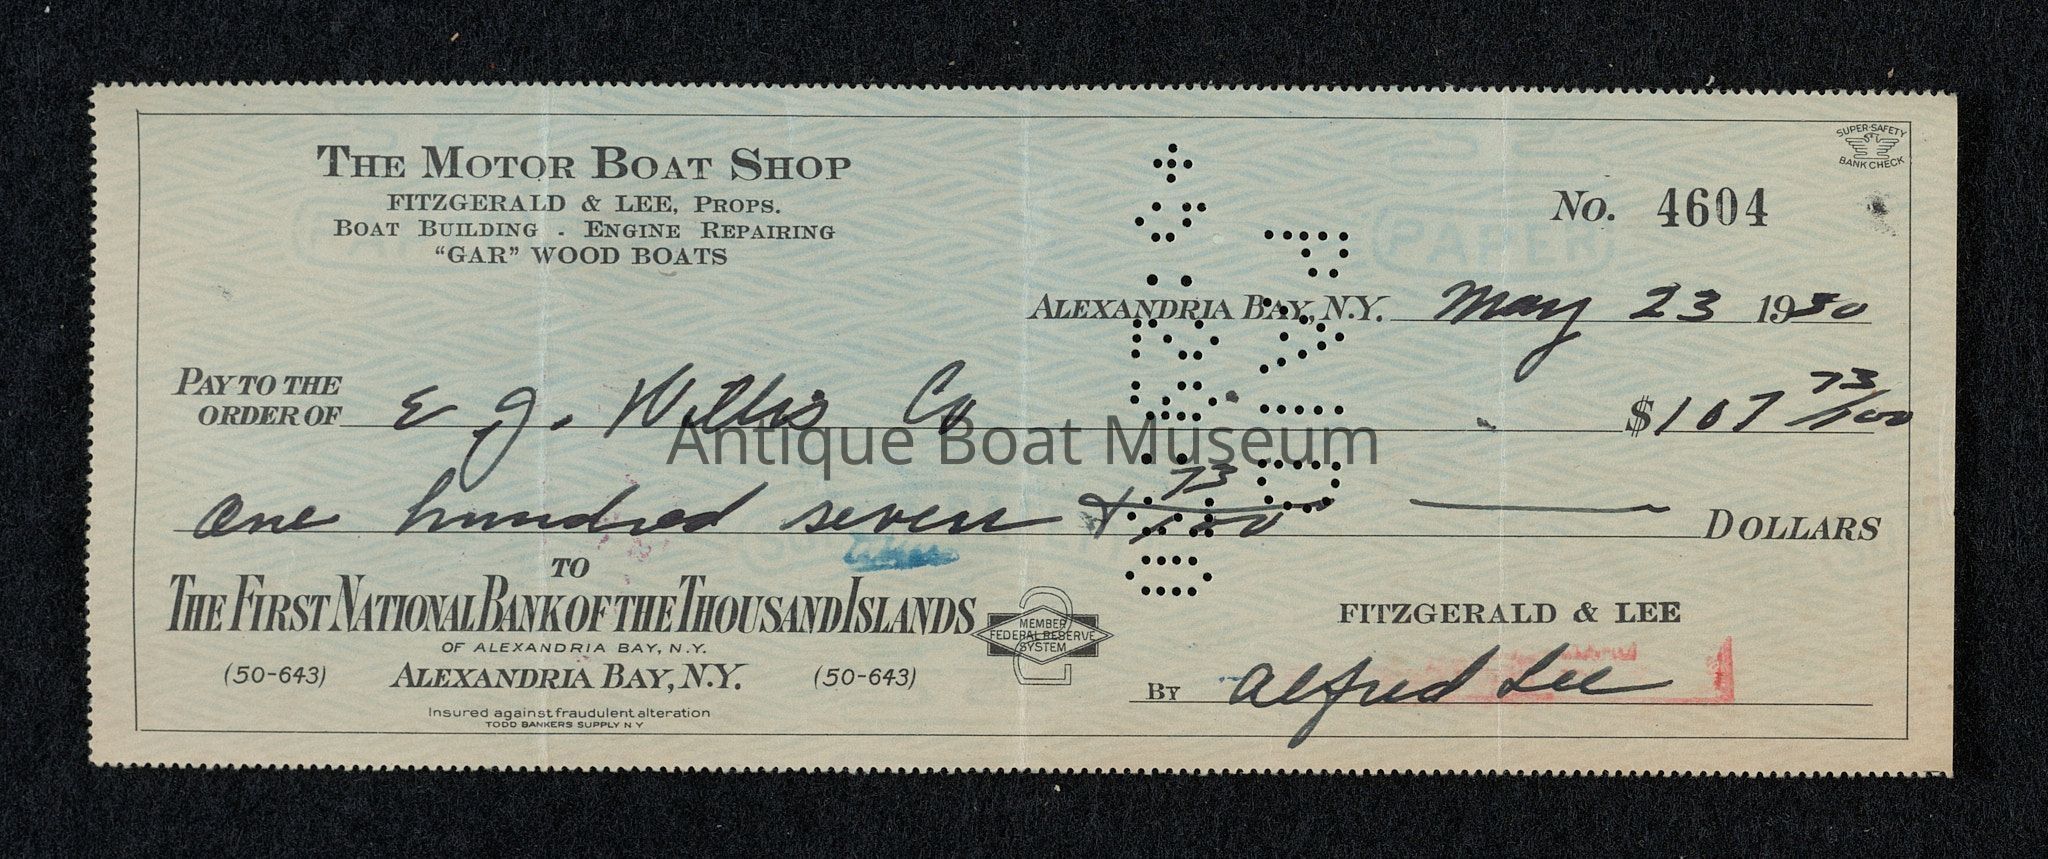 THE MOTOR BOAT SHOP
FITZGERALD & LEE, PROPS.
BOAT BUILDING - ENGINE REPAIRING
"GAR" WOOD BOATS
SUPER-SAFETY
BANK CHECK
No. 4604
PAPER
ALEXANDRIA BAY, N.Y. May 23 1930
PAY TO THE
ORDER OF E J. Willis Co $107 73/100
Antique Boat Museum
one hundred seven & 73/100 DOLLARS
PAID
TO
THE FIRST NATIONAL BANK OF THE THOUSAND ISLANDS
OF ALEXANDRIA BAY, N.Y.
(50-643) ALEXANDRIA BAY, N.Y. (50-643)
Insured against fraudulent alteration
TODD BANKERS SUPPLY N Y
MEMBER
FEDERAL RESERVE
SYSTEM
2
FITZGERALD & LEE
BY Alfred Lee